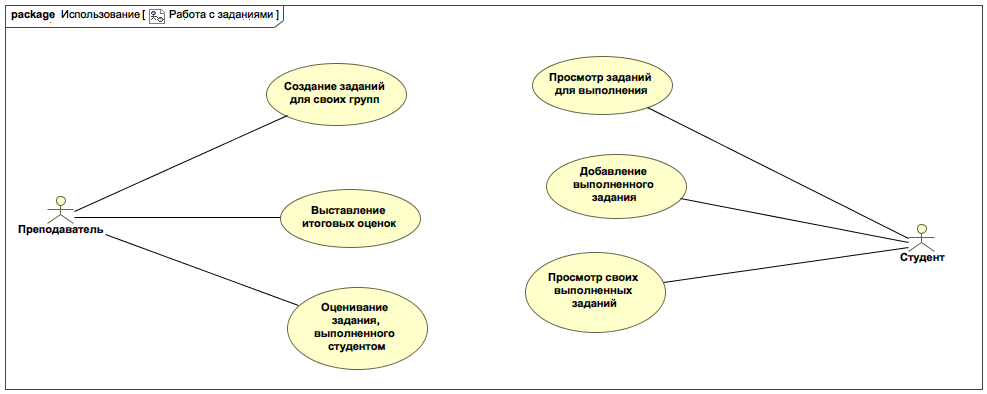 package Использование [ Работа с заданиями ]
Создание заданий
для своих групп
Просмотр заданий
для выполнения
Добавление
выполненного
задания
Преподаватель
Выставление
итоговых оценок
Студент
Просмотр своих
выполненных
заданий
Оценивание
задания,
выполненного
студентом